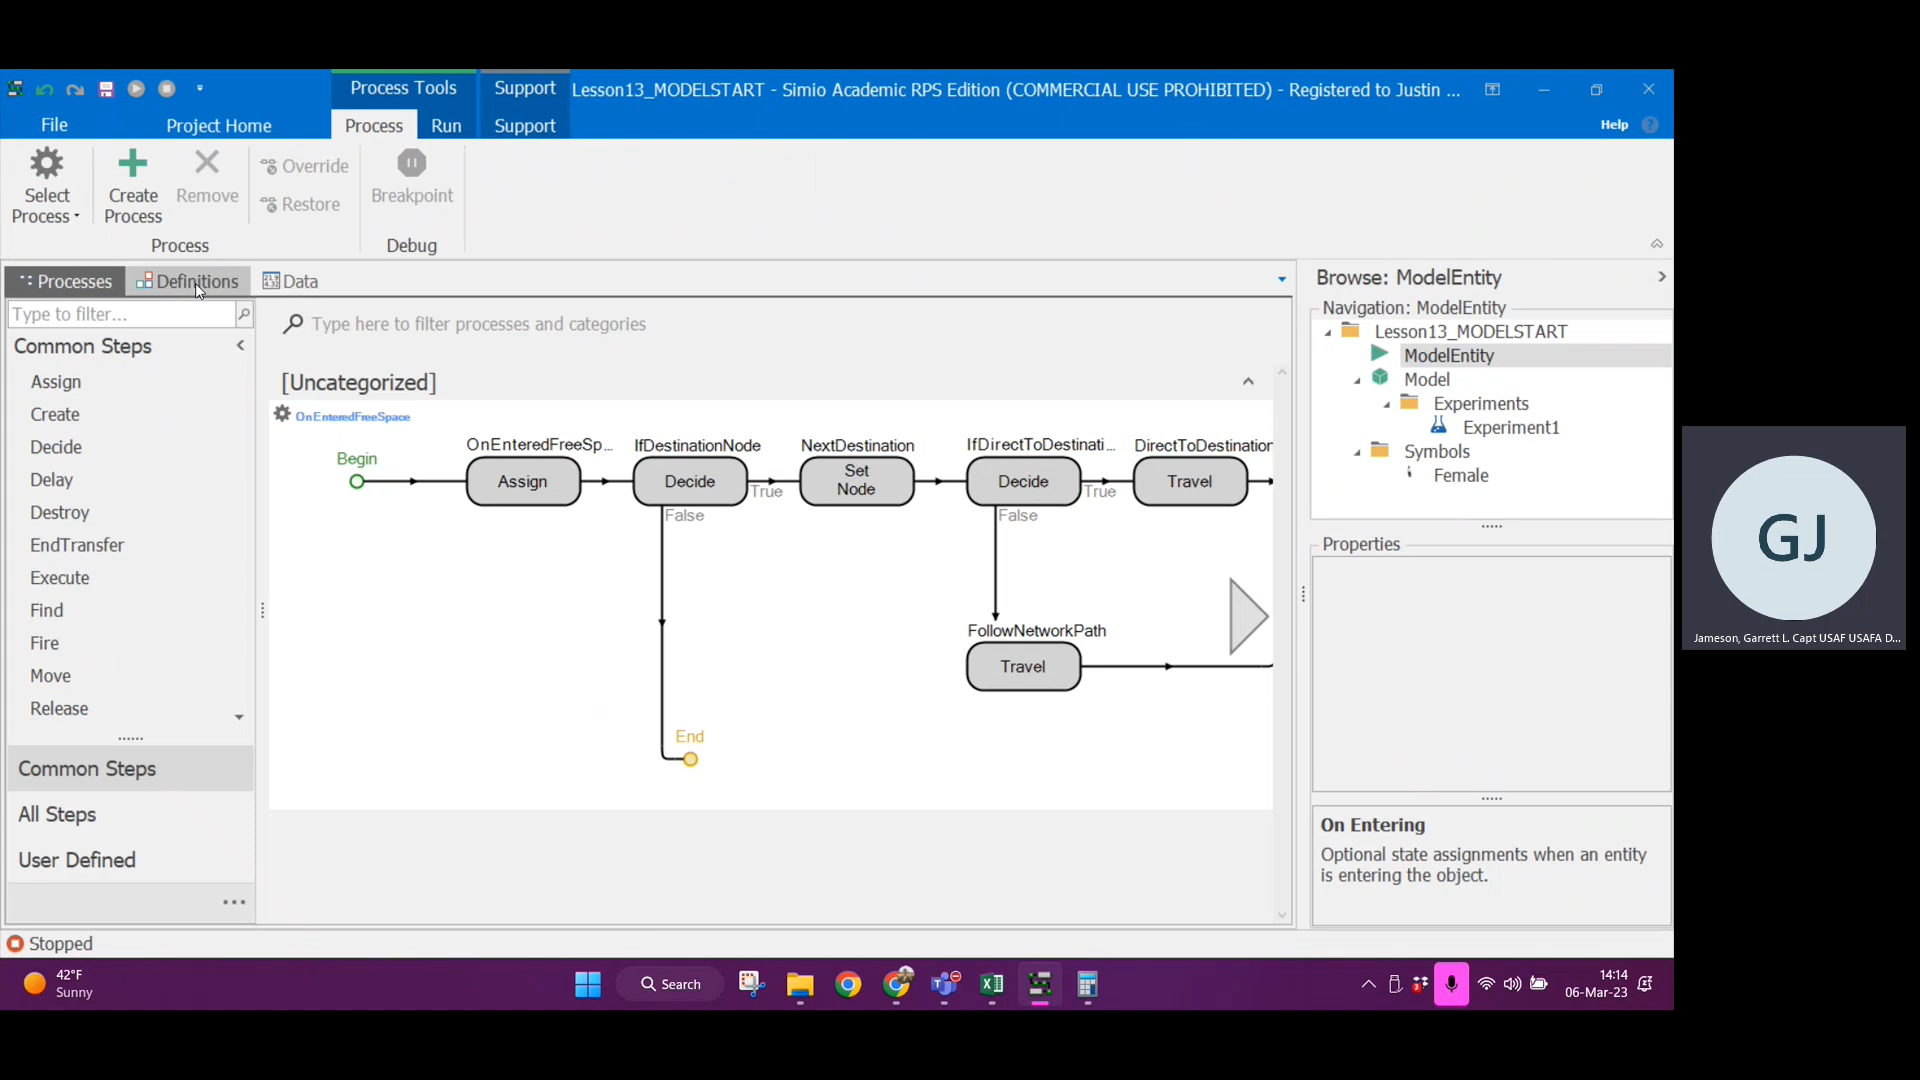 Process Tools
Support
Lesson13_MODELSTART - Simio Academic RPS Edition (COMMERCIAL USE PROHIBITED) - Registered to Justin ...
File
Project Home
Process
Run
Support
Help
Select Process
Create Process
Remove
Override
Restore
Breakpoint
Process
Debug
Processes
Definitions
Data
Type to filter...
Common Steps
Assign
Create
Decide
Delay
Destroy
EndTransfer
Execute
Find
Fire
Move
Release
Common Steps
All Steps
User Defined
Type here to filter processes and categories
[Uncategorized]
OnEnteredFreeSpace
Begin
OnEnteredFreeSp...
Assign
IfDestinationNode
Decide
True
False
NextDestination
Set Node
IfDirectToDestinati...
Decide
True
False
DirectToDestination
Travel
FollowNetworkPath
Travel
End
Browse: ModelEntity
Navigation: ModelEntity
Lesson13_MODELSTART
ModelEntity
Model
Experiments
Experiment1
Symbols
Female
Properties
On Entering
Optional state assignments when an entity
is entering the object.
GJ
Jameson, Garrett L. Capt USAF USAFA D...
Stopped
42°F
Sunny
Search
14:14
06-Mar-23